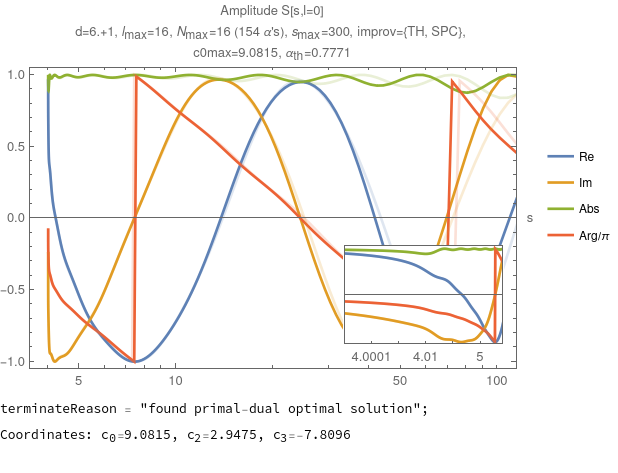 Amplitude S[s,l=0]
d=6.+1, lmax=16, Nmax=16 (154 α's), smax=300, improv={TH, SPC},
c0max=9.0815, αth=0.7771
1.0
0.5
0.0
-0.5
-1.0
s
Re
Im
Abs
Arg/π
4.0001 4.01 5
5 10 50 100
terminateReason = "found primal-dual optimal solution";
Coordinates: c0=9.0815, c2=2.9475, c3=-7.8096